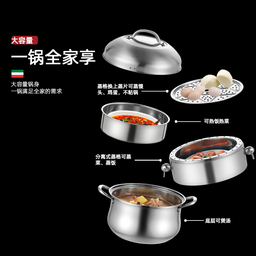 大容量
一锅全家享
大容量锅身
一锅满足全家的需求
蒸格换上蒸片可蒸馒
头、鸡蛋，不粘锅
可热饭热菜
分离式蒸格可蒸
菜、蒸饭
底层可煲汤